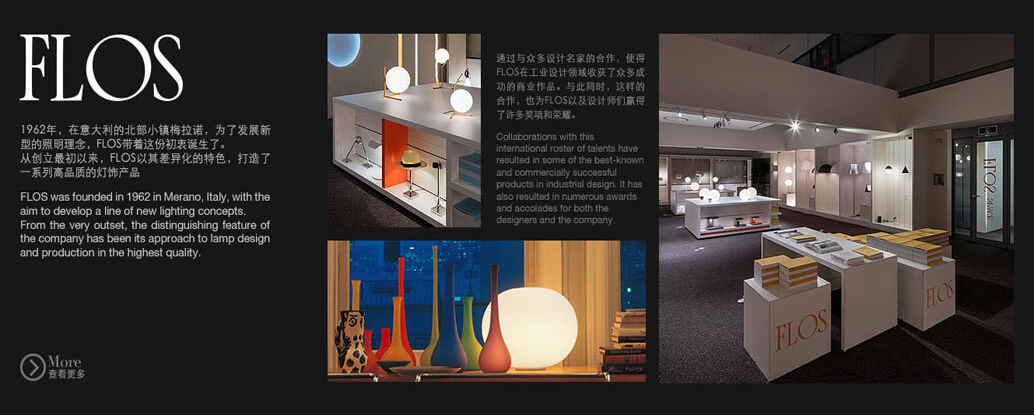 FLOS
1962年，在意大利的北部小镇梅拉诺，为了发展新
型的照明理念，FLOS带着这份初衷诞生了。
从创立最初以来，FLOS以其差异化的特色，打造了
一系列高品质的灯饰产品
FLOS was founded in 1962 in Merano, Italy, with the
aim to develop a line of new lighting concepts.
From the very outset, the distinguishing feature of
the company has been its approach to lamp design
and production in the highest quality.
More
查看更多
通过与众多设计名家的合作，使得
FLOS在工业设计领域收获了众多成
功的商业作品。与此同时，这样的
合作，也为FLOS以及设计师们赢得
了许多奖项和荣耀。
Collaborations with this
international roster of talents have
resulted in some of the best-known
and commercially successful
products in industrial design. It has
also resulted in numerous awards
and accolades for both the
designers and the company.
FLOS
FLOS
FLOS